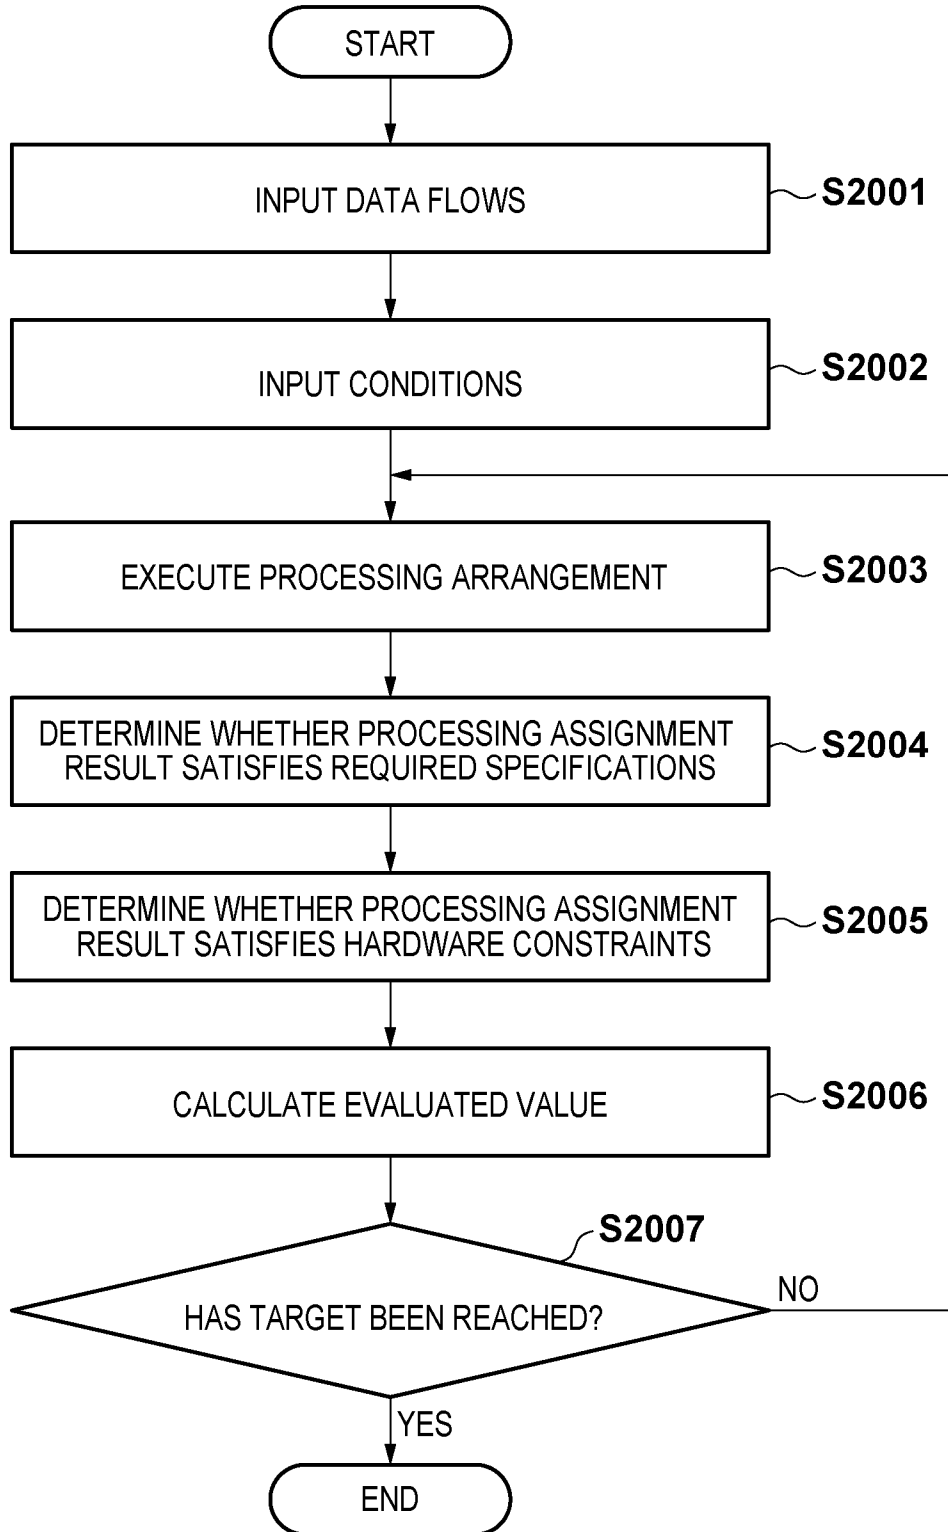 START
INPUT DATA FLOWS
S2001
INPUT CONDITIONS
S2002
EXECUTE PROCESSING ARRANGEMENT
S2003
DETERMINE WHETHER PROCESSING ASSIGNMENT
RESULT SATISFIES REQUIRED SPECIFICATIONS
S2004
DETERMINE WHETHER PROCESSING ASSIGNMENT
RESULT SATISFIES HARDWARE CONSTRAINTS
S2005
CALCULATE EVALUATED VALUE
S2006
S2007
HAS TARGET BEEN REACHED?
NO
YES
END